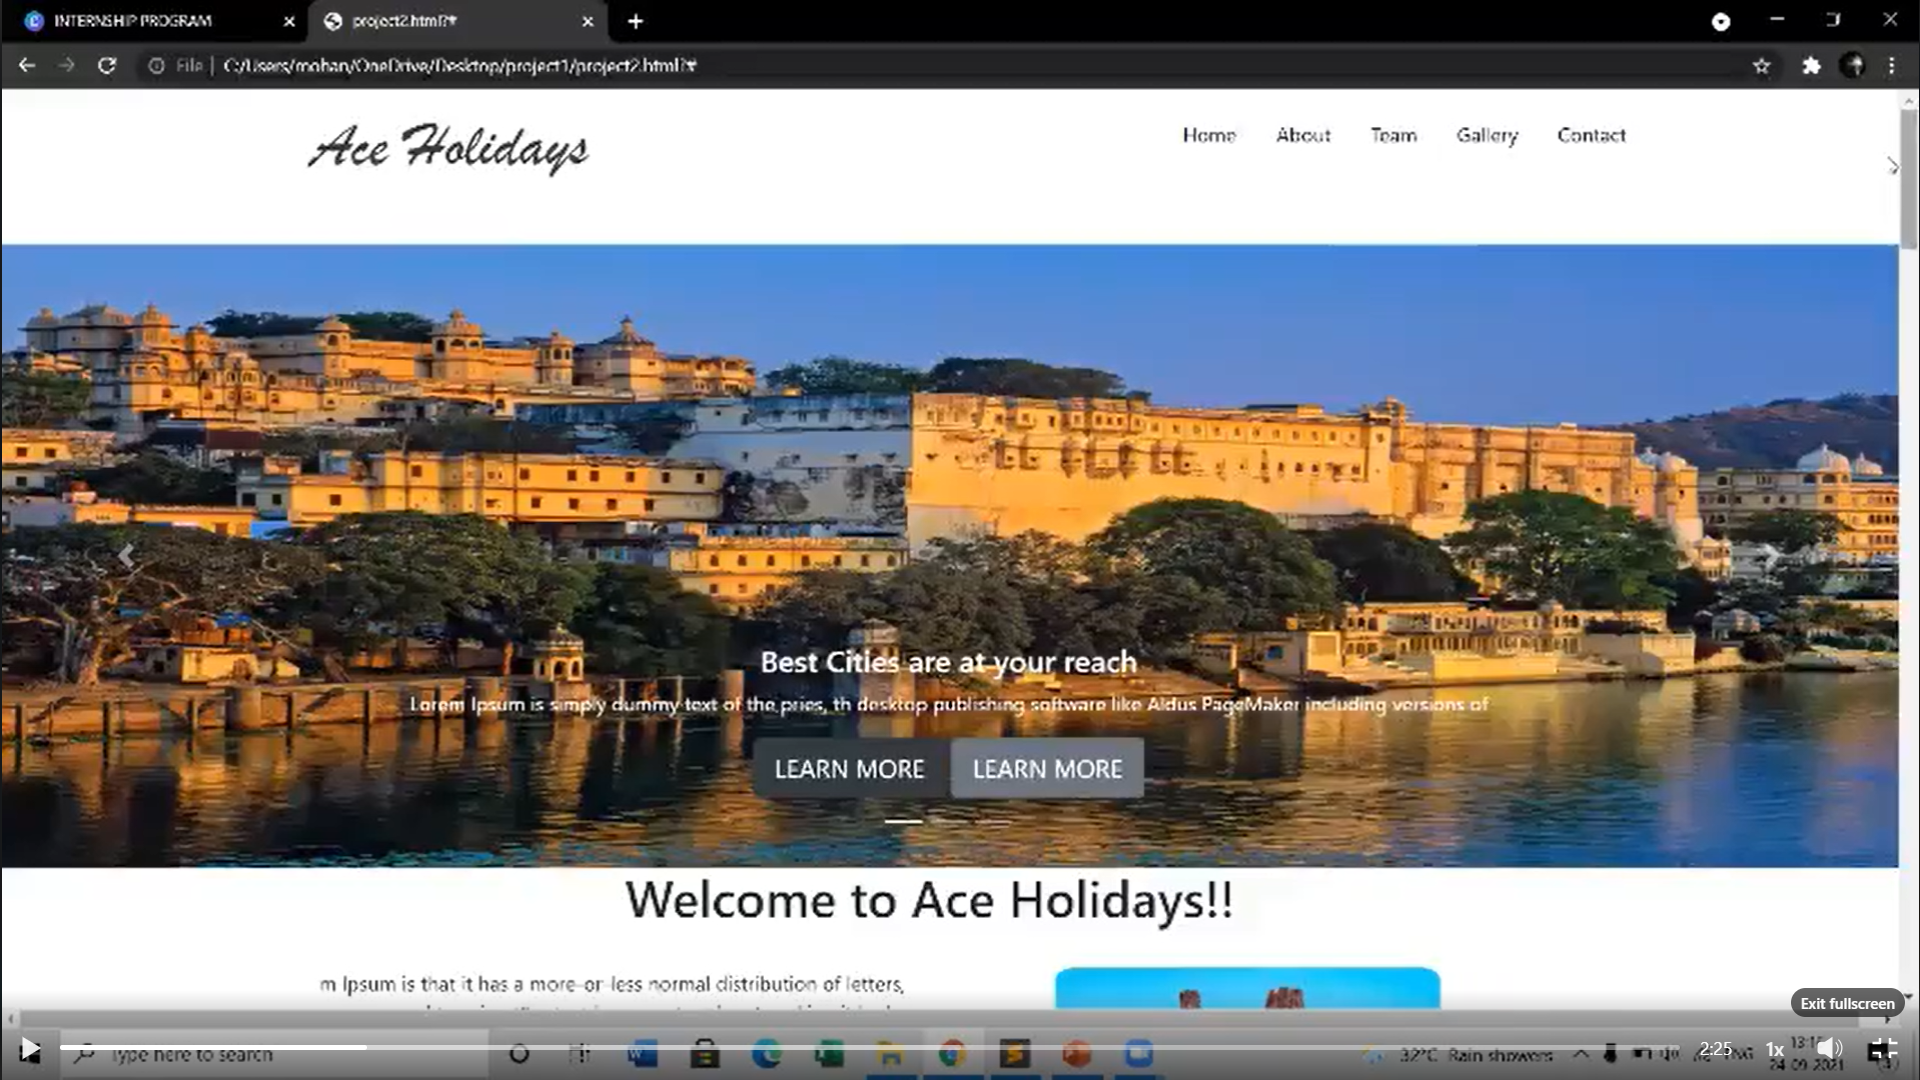 INTERNSHIP PROGRAM
project2.html?#
File
C:/Users/mohan/OneDrive/Desktop/project1/project2.html?#
Ace Holidays
Home About Team Gallery Contact
Best Cities are at your reach
Lorem Ipsum is simply dummy text of the pries, th desktop publishing software like Aldus PageMaker including versions of
LEARN MORE LEARN MORE
Welcome to Ace Holidays!!
m Ipsum is that it has a more-or-less normal distribution of letters,
Exit fullscreen
Type here to search
32°C Rain showers
2:25
1x
ENG
24-09-2021